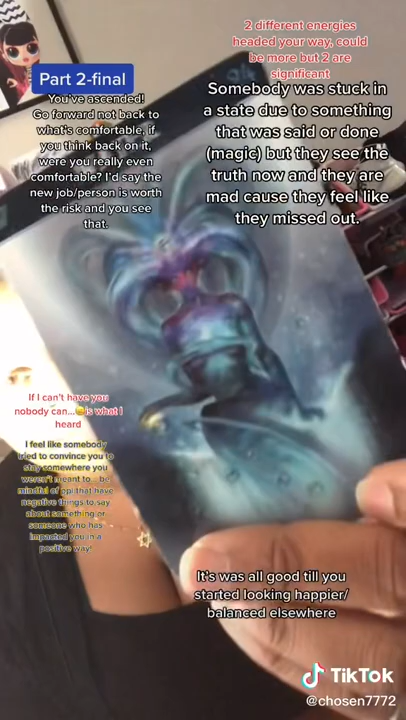 2 different energies
headed your way, could
be more but 2 are
significant
Part 2-final
You've ascended!
Go forward not back to
what's comfortable, if
you think back on it,
were you really even
comfortable? I'd say the
new job/person is worth
the risk and you see
that.
Somebody was stuck in
a state due to something
that was said or done
(magic) but they see the
truth now and they are
mad cause they feel like
they missed out.
If I can't have you
nobody can...😄is what I
heard
I feel like somebody
tried to convince you to
stay somewhere you
weren't meant to... be
mindful of ppl that have
negative things to say
about something or
someone who has
impacted you in a
positive way!
It's was all good till you
started looking happier/
balanced elsewhere
TikTok
@chosen7772